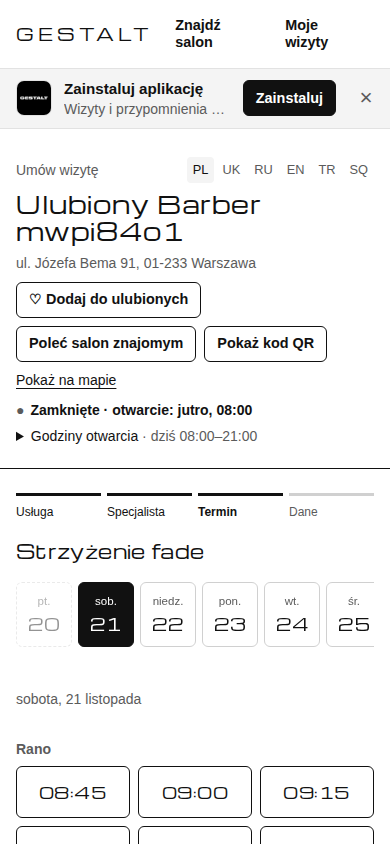 GESTALT
Znajdź salon
Moje wizyty
GESTALT
Zainstaluj aplikację
Wizyty i przypomnienia …
Zainstaluj
×
Umów wizytę
PL UK RU EN TR SQ
Ulubiony Barber
mwpi84o1
ul. Józefa Bema 91, 01-233 Warszawa
♡ Dodaj do ulubionych
Poleć salon znajomym
Pokaż kod QR
Pokaż na mapie
● Zamknięte · otwarcie: jutro, 08:00
▶ Godziny otwarcia · dziś 08:00–21:00
Usługa Specjalista Termin Dane
Strzyżenie fade
pt. sob. niedz. pon. wt. śr.
20 21 22 23 24 25
sobota, 21 listopada
Rano
08:45 09:00 09:15